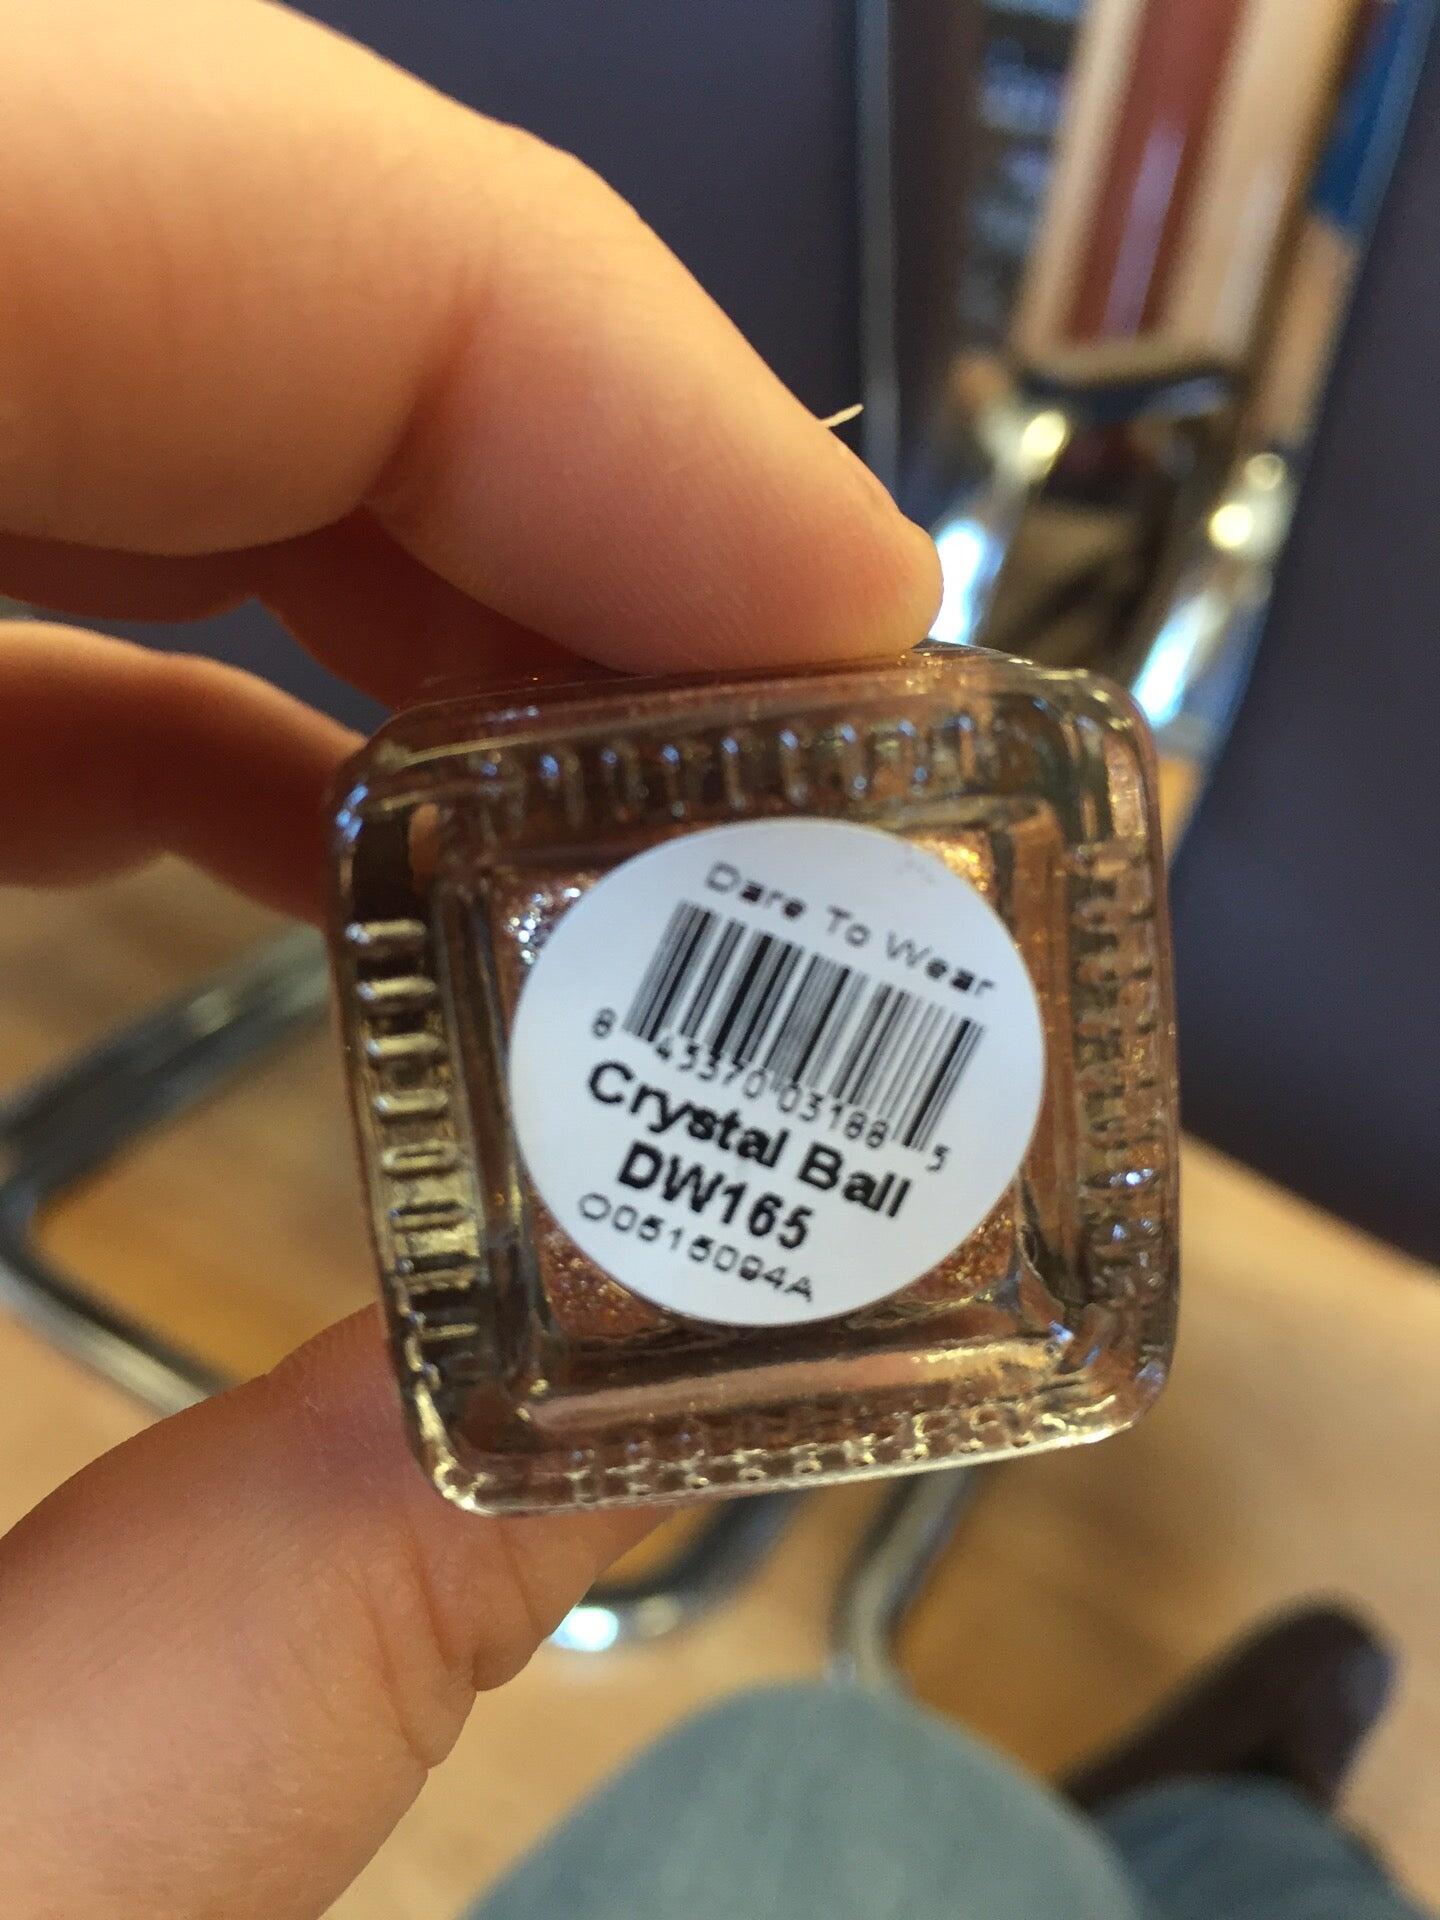 Dare To Wear
8 43370 03188 5
Crystal Ball
DW165
O0515094A